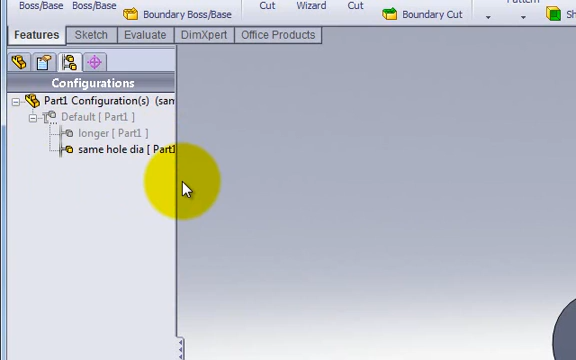 Boss/Base Boss/Base Cut Wizard Cut
Boundary Boss/Base Boundary Cut
Features Sketch Evaluate DimXpert Office Products
Configurations
Part1 Configuration(s) (sam
Default [ Part1 ]
longer [ Part1 ]
same hole dia [ Part1